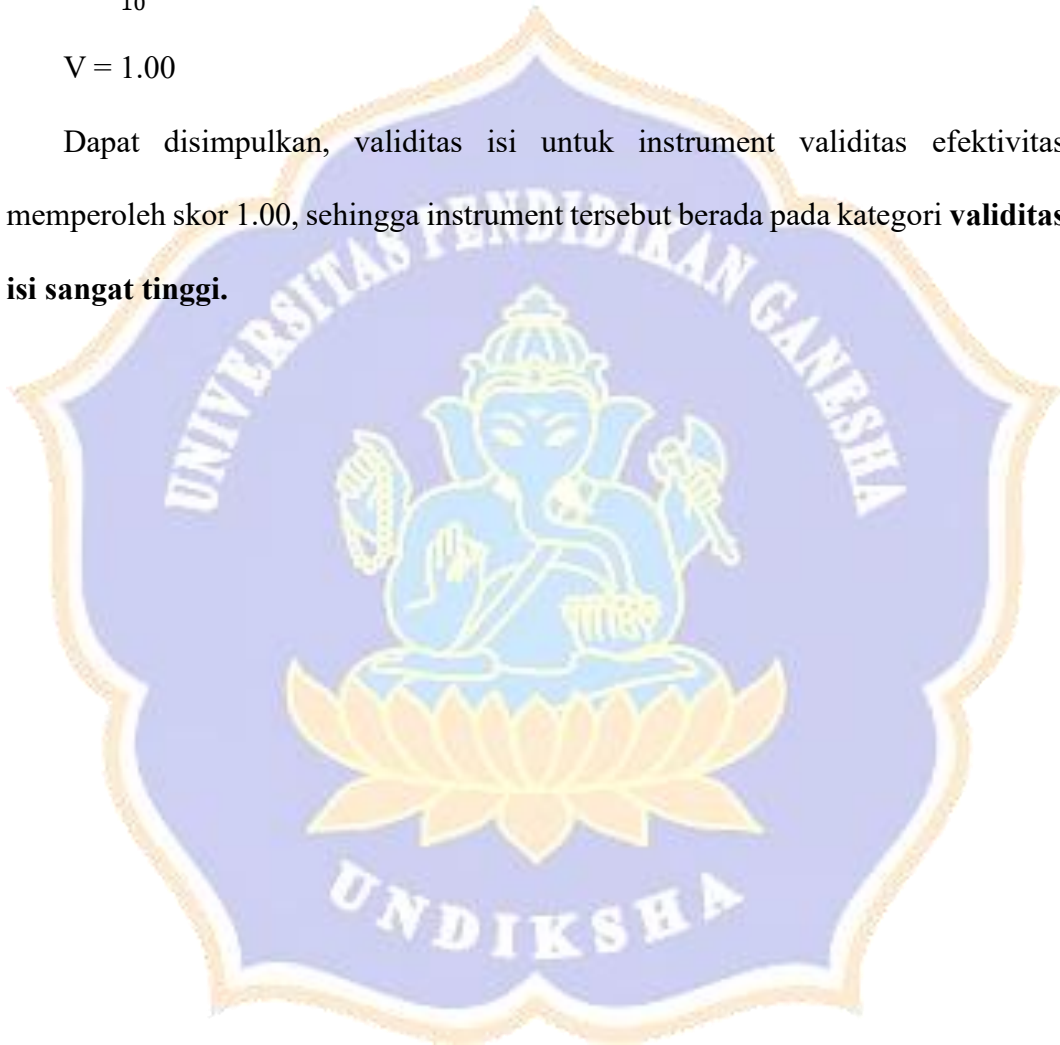 10
V = 1.00
Dapat disimpulkan, validitas isi untuk instrument validitas efektivitas
memperoleh skor 1.00, sehingga instrument tersebut berada pada kategori validitas
isi sangat tinggi.
UNIVERSITAS PENDIDIKAN GANESHA
UNDIKSHA